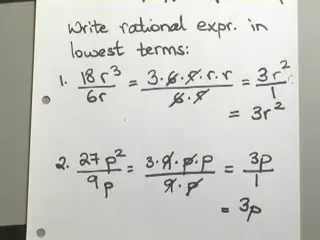 Write rational expr. in
lowest terms:
1. 18r³/6r = 3·6·r·r·r/6·r = 3r²/1
= 3r²
2. 27p²/9p = 3·9·p·p/9·p = 3p/1
= 3p